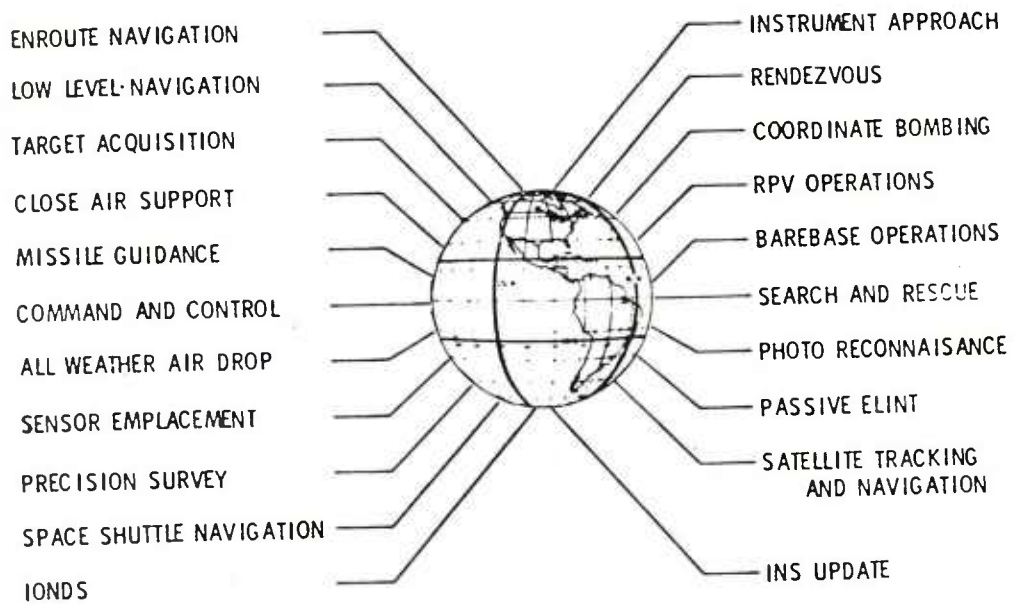 ENROUTE NAVIGATION
LOW LEVEL·NAVIGATION
TARGET ACQUISITION
CLOSE AIR SUPPORT
MISSILE GUIDANCE
COMMAND AND CONTROL
ALL WEATHER AIR DROP
SENSOR EMPLACEMENT
PRECISION SURVEY
SPACE SHUTTLE NAVIGATION
IONDS
INSTRUMENT APPROACH
RENDEZVOUS
COORDINATE BOMBING
RPV OPERATIONS
BAREBASE OPERATIONS
SEARCH AND RESCUE
PHOTO RECONNAISANCE
PASSIVE ELINT
SATELLITE TRACKING
AND NAVIGATION
INS UPDATE